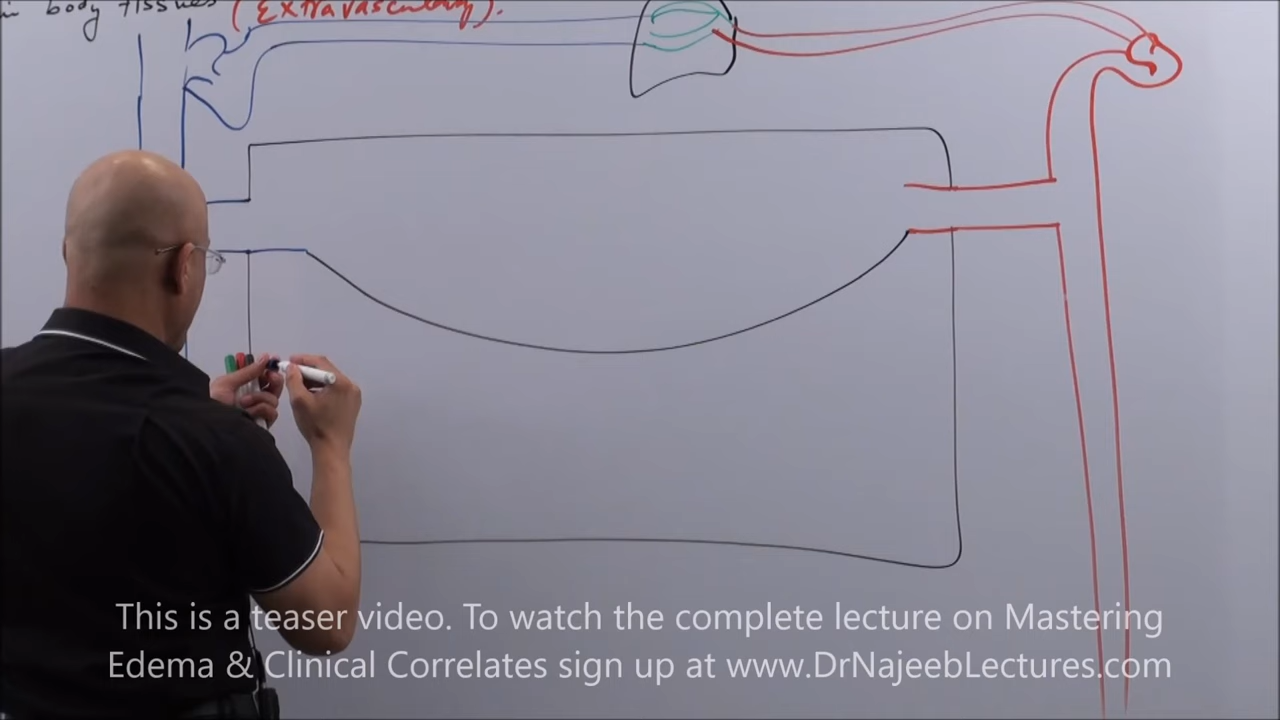 in body tissues (Extravascular).
This is a teaser video. To watch the complete lecture on Mastering
Edema & Clinical Correlates sign up at www.DrNajeebLectures.com